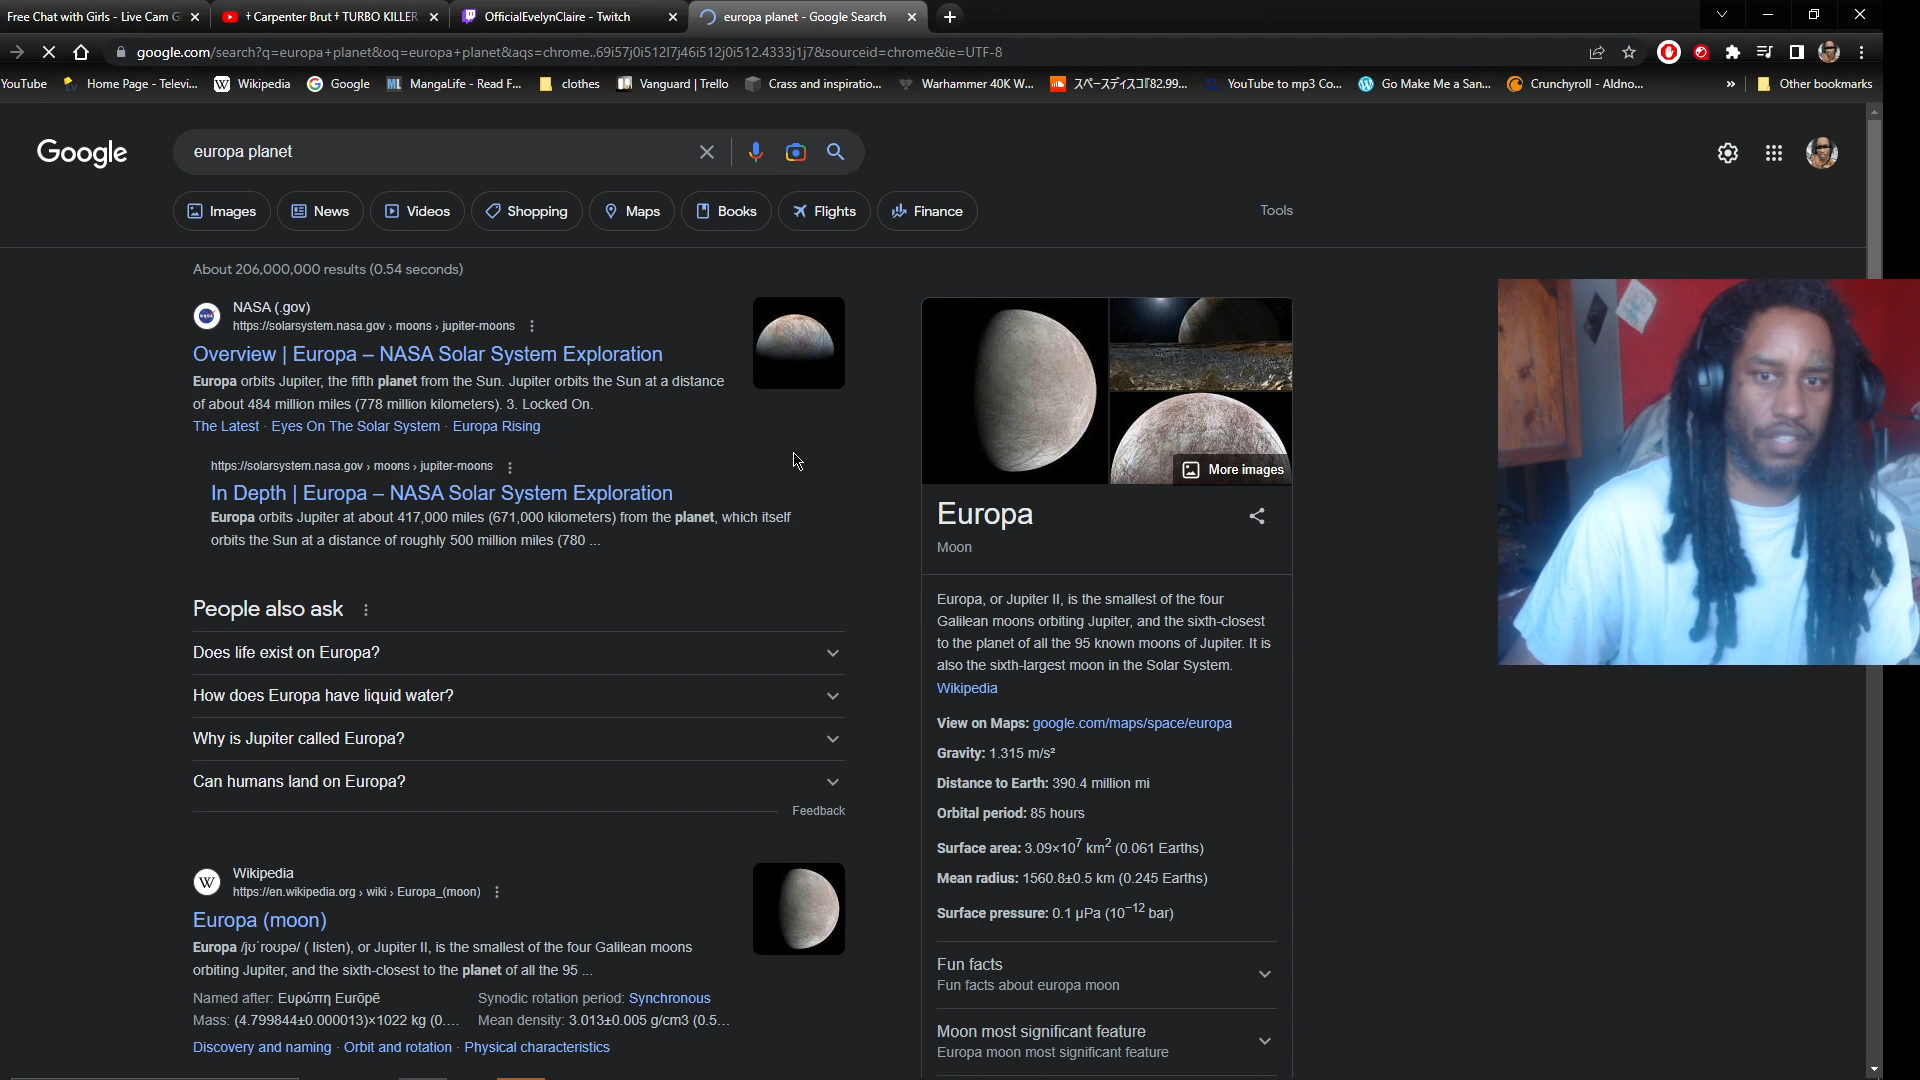 Free Chat with Girls - Live Cam G
† Carpenter Brut † TURBO KILLER
OfficialEvelynClaire - Twitch
europa planet - Google Search
google.com/search?q=europa+planet&oq=europa+planet&aqs=chrome..69i57j0i512l7j46i512j0i512.4333j1j7&sourceid=chrome&ie=UTF-8
YouTube
Home Page - Televi...
Wikipedia
Google
MangaLife - Read F...
clothes
Vanguard | Trello
Crass and inspiratio...
Warhammer 40K W...
スペースディスコ『82.99...
YouTube to mp3 Co...
Go Make Me a San...
Crunchyroll - Aldno...
»
Other bookmarks
Google
europa planet
Images
News
Videos
Shopping
Maps
Books
Flights
Finance
Tools
About 206,000,000 results (0.54 seconds)
NASA (.gov)
https://solarsystem.nasa.gov › moons › jupiter-moons
Overview | Europa – NASA Solar System Exploration
Europa orbits Jupiter, the fifth planet from the Sun. Jupiter orbits the Sun at a distance
of about 484 million miles (778 million kilometers). 3. Locked On.
The Latest · Eyes On The Solar System · Europa Rising
https://solarsystem.nasa.gov › moons › jupiter-moons
In Depth | Europa – NASA Solar System Exploration
Europa orbits Jupiter at about 417,000 miles (671,000 kilometers) from the planet, which itself
orbits the Sun at a distance of roughly 500 million miles (780 ...
People also ask
Does life exist on Europa?
How does Europa have liquid water?
Why is Jupiter called Europa?
Can humans land on Europa?
Feedback
W
Wikipedia
https://en.wikipedia.org › wiki › Europa_(moon)
Europa (moon)
Europa /jʊˈroʊpə/ ( listen), or Jupiter II, is the smallest of the four Galilean moons
orbiting Jupiter, and the sixth-closest to the planet of all the 95 ...
Named after: Ευρώπη Eurōpē
Synodic rotation period: Synchronous
Mass: (4.799844±0.000013)×1022 kg (0....
Mean density: 3.013±0.005 g/cm3 (0.5...
Discovery and naming · Orbit and rotation · Physical characteristics
More images
Europa
Moon
Europa, or Jupiter II, is the smallest of the four
Galilean moons orbiting Jupiter, and the sixth-closest
to the planet of all the 95 known moons of Jupiter. It is
also the sixth-largest moon in the Solar System.
Wikipedia
View on Maps: google.com/maps/space/europa
Gravity: 1.315 m/s²
Distance to Earth: 390.4 million mi
Orbital period: 85 hours
Surface area: 3.09×10⁷ km² (0.061 Earths)
Mean radius: 1560.8±0.5 km (0.245 Earths)
Surface pressure: 0.1 μPa (10⁻¹² bar)
Fun facts
Fun facts about europa moon
Moon most significant feature
Europa moon most significant feature